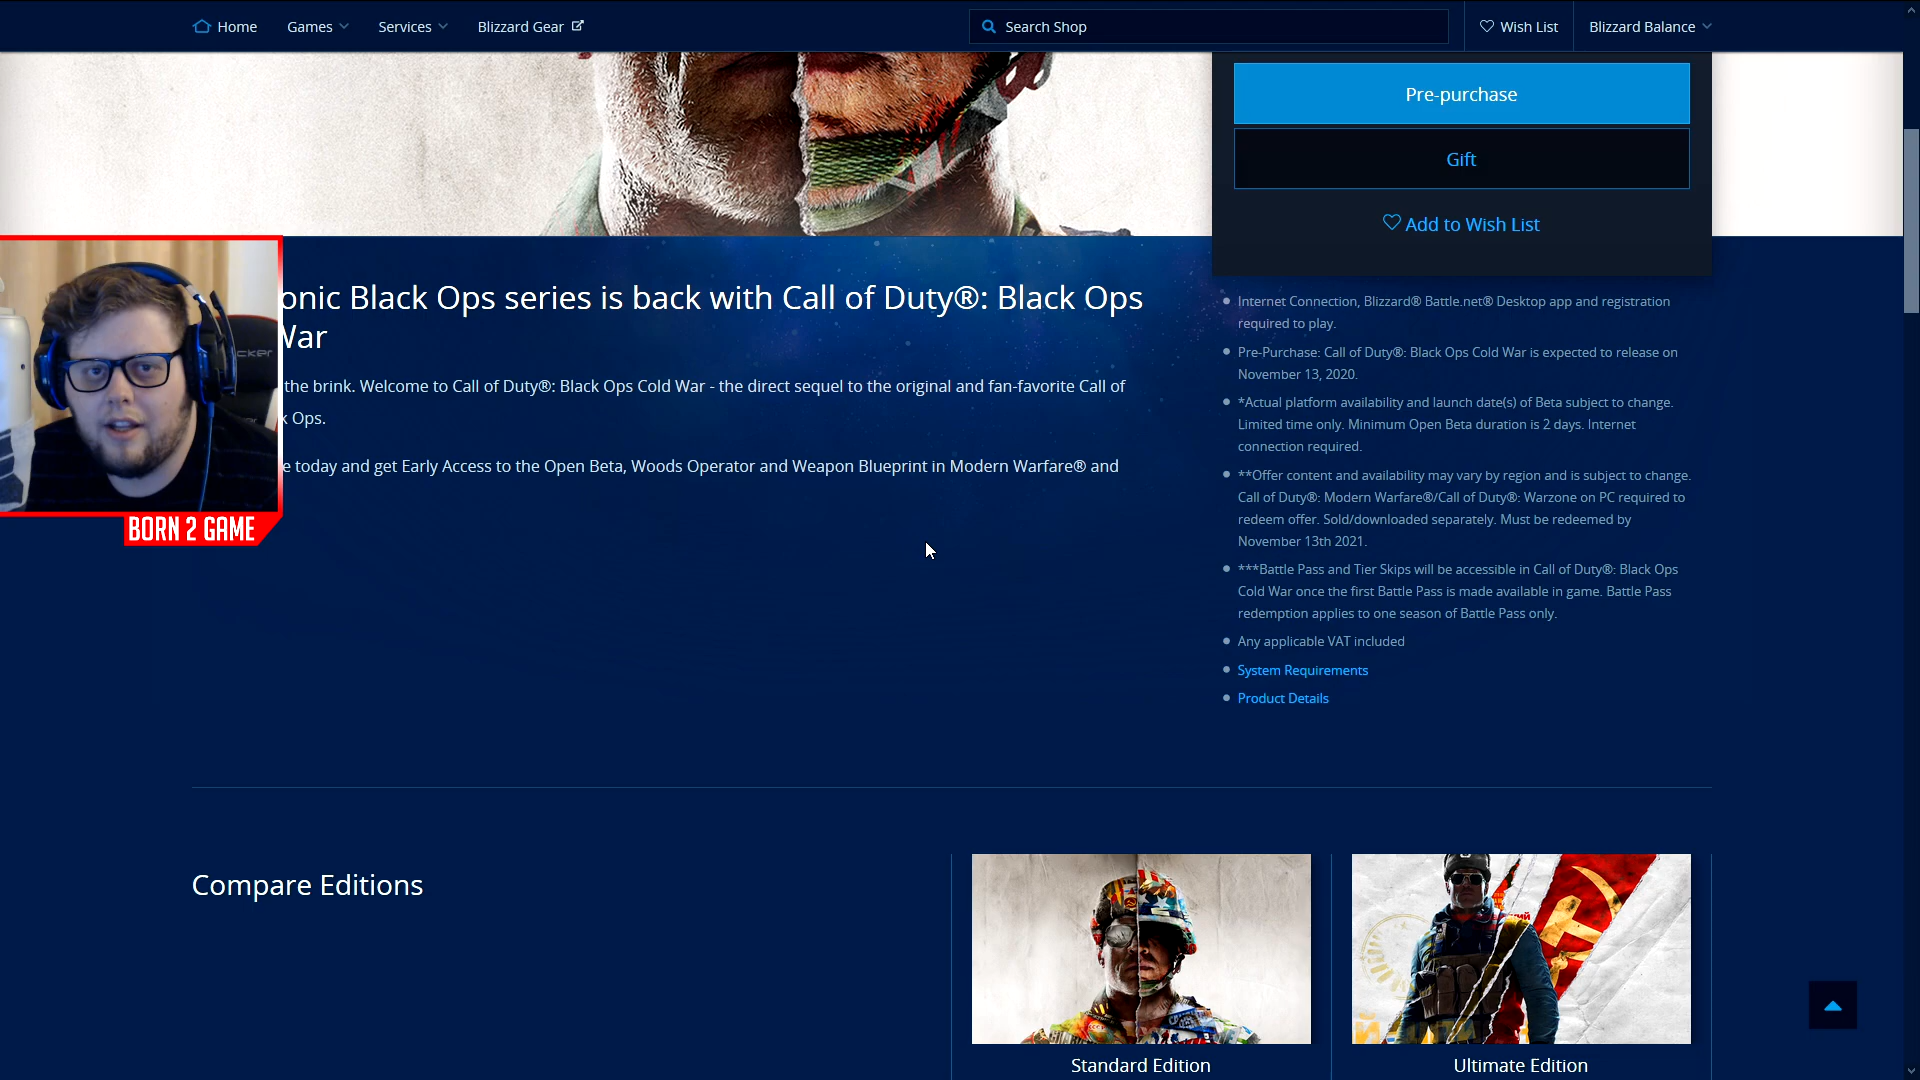 Home
Games
Services
Blizzard Gear
Search Shop
Wish List
Blizzard Balance
Pre-purchase
Gift
Add to Wish List
onic Black Ops series is back with Call of Duty®: Black Ops
War
the brink. Welcome to Call of Duty®: Black Ops Cold War - the direct sequel to the original and fan-favorite Call of
k Ops.
e today and get Early Access to the Open Beta, Woods Operator and Weapon Blueprint in Modern Warfare® and
BORN 2 GAME
Internet Connection, Blizzard® Battle.net® Desktop app and registration
required to play.
Pre-Purchase: Call of Duty®: Black Ops Cold War is expected to release on
November 13, 2020.
*Actual platform availability and launch date(s) of Beta subject to change.
Limited time only. Minimum Open Beta duration is 2 days. Internet
connection required.
**Offer content and availability may vary by region and is subject to change.
Call of Duty®: Modern Warfare®/Call of Duty®: Warzone on PC required to
redeem offer. Sold/downloaded separately. Must be redeemed by
November 13th 2021.
***Battle Pass and Tier Skips will be accessible in Call of Duty®: Black Ops
Cold War once the first Battle Pass is made available in game. Battle Pass
redemption applies to one season of Battle Pass only.
Any applicable VAT included
System Requirements
Product Details
Compare Editions
Standard Edition
Ultimate Edition